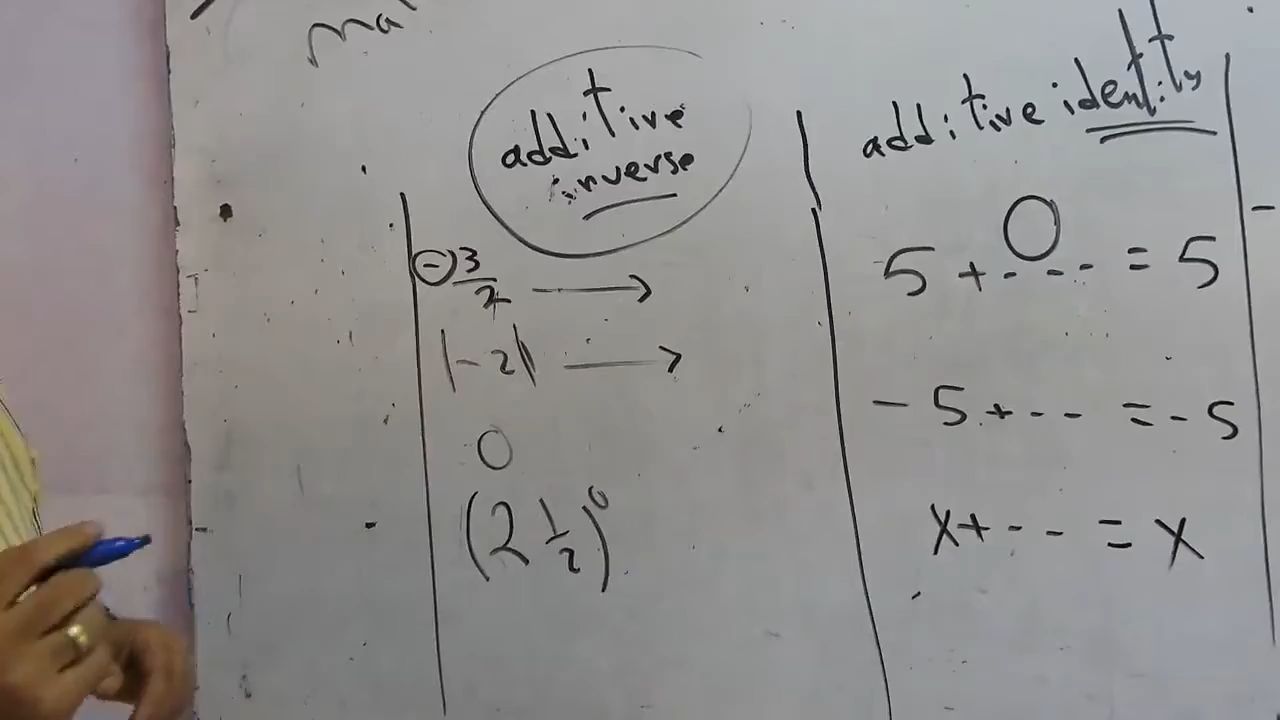 additive
inverse
-3/2 →
|-2| →
0
(2 1/2)^0
additive identity
0
5 + ---- = 5
- 5 + -- = - 5
x + -- = x
-